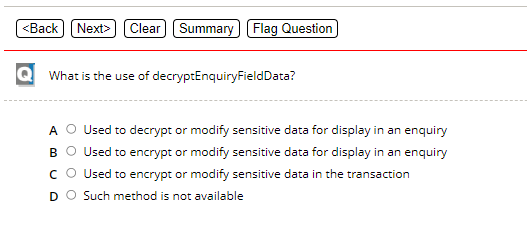 <Back Next> Clear Summary Flag Question
Q What is the use of decryptEnquiryFieldData?
A Used to decrypt or modify sensitive data for display in an enquiry
B Used to encrypt or modify sensitive data for display in an enquiry
C Used to encrypt or modify sensitive data in the transaction
D Such method is not available